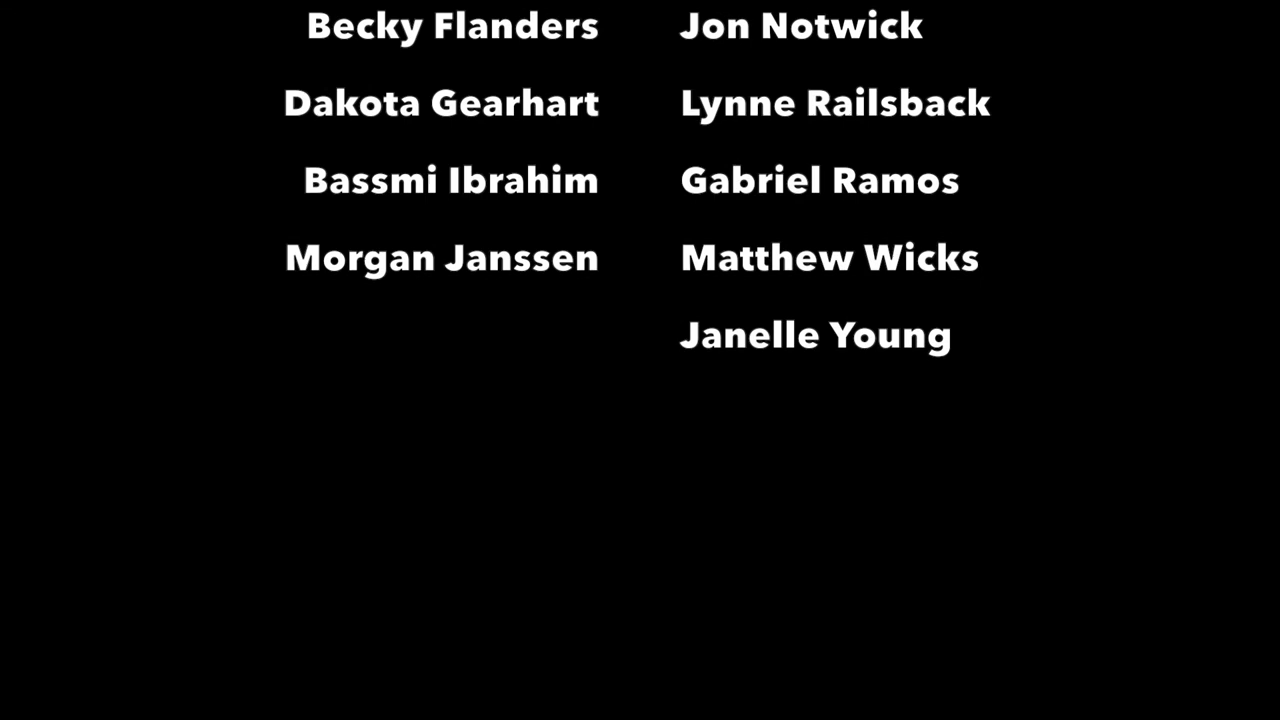 Becky Flanders Jon Notwick
Dakota Gearhart Lynne Railsback
Bassmi Ibrahim Gabriel Ramos
Morgan Janssen Matthew Wicks
Janelle Young